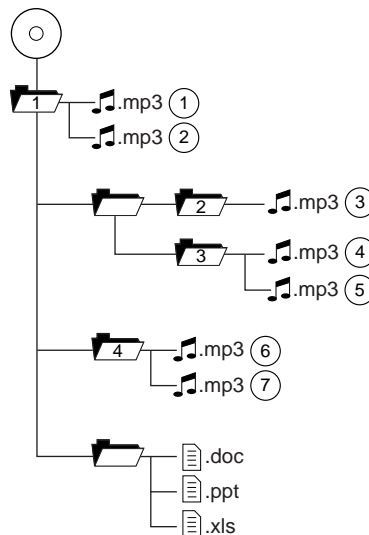 1 .mp3 1
.mp3 2
2 .mp3 3
3 .mp3 4
.mp3 5
4 .mp3 6
.mp3 7
.doc
.ppt
.xls